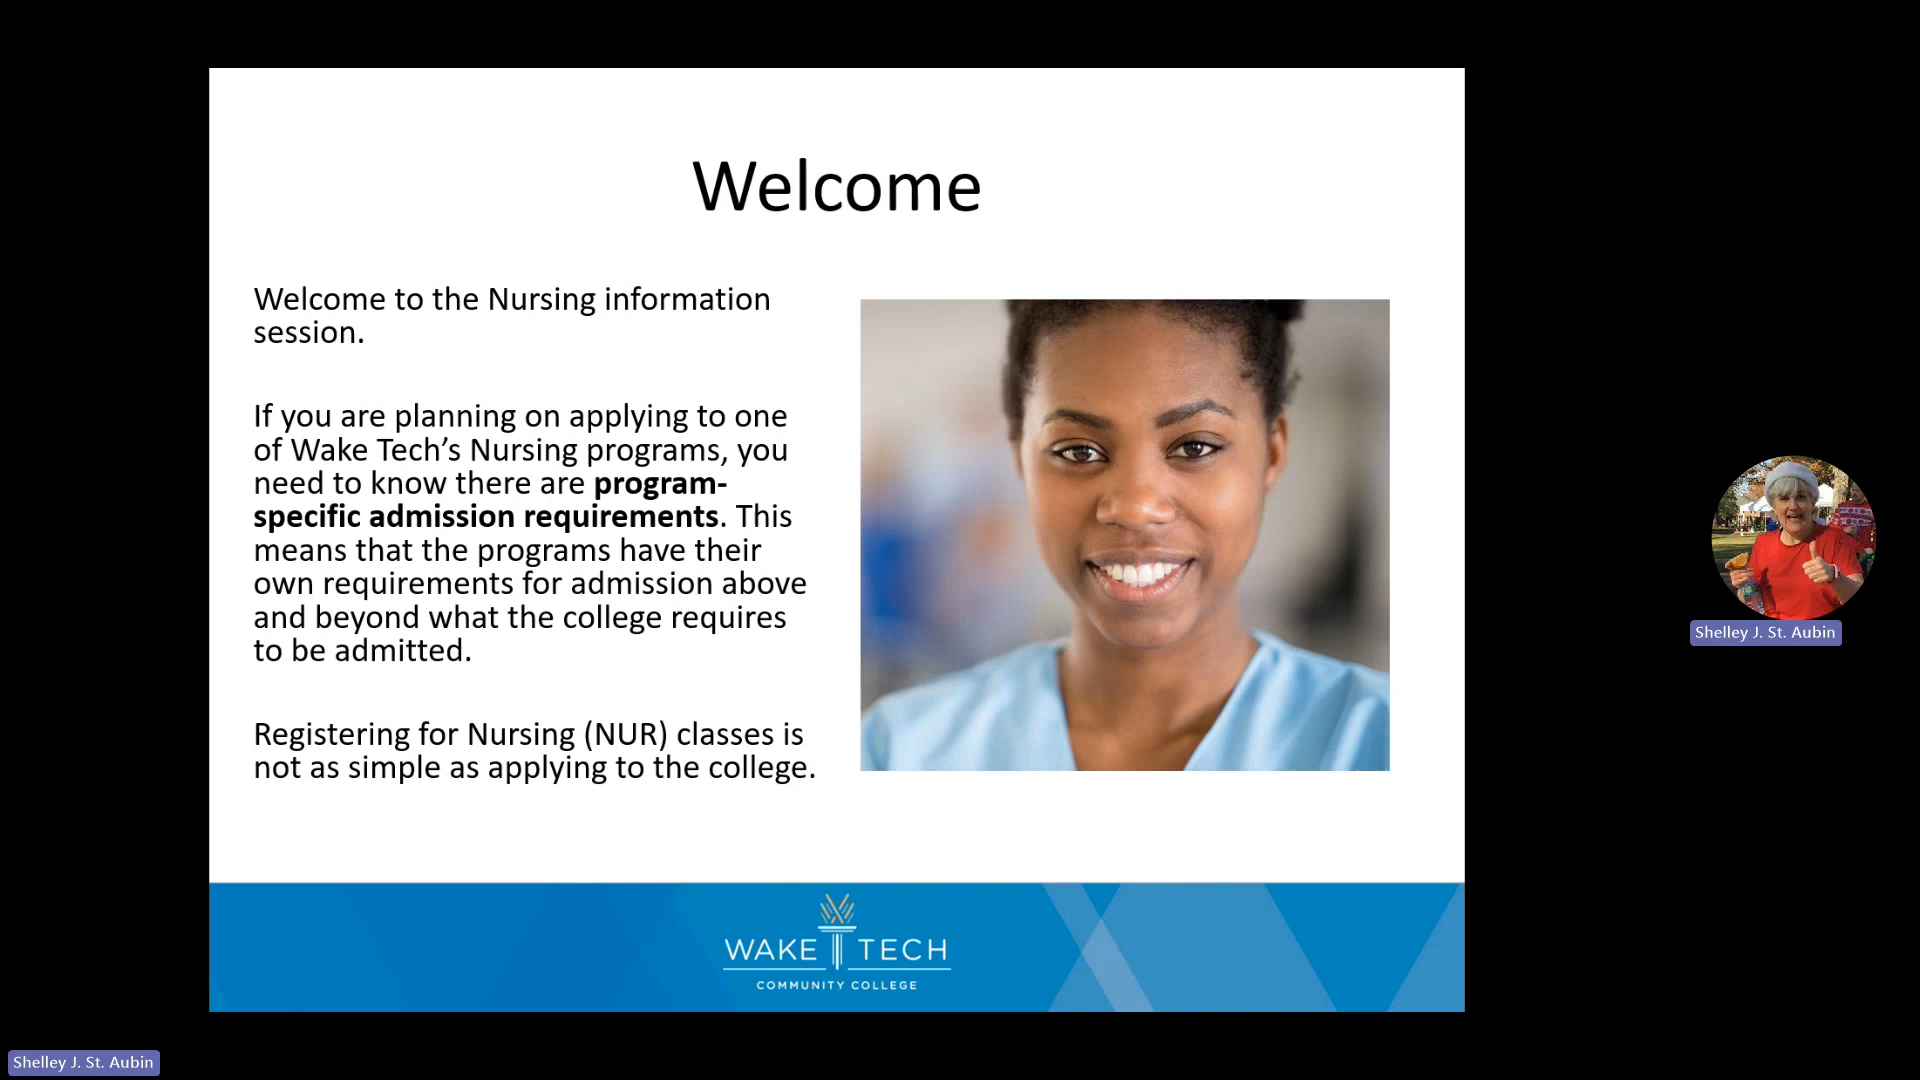 Welcome
Welcome to the Nursing information
session.
If you are planning on applying to one
of Wake Tech’s Nursing programs, you
need to know there are program-
specific admission requirements. This
means that the programs have their
own requirements for admission above
and beyond what the college requires
to be admitted.
Registering for Nursing (NUR) classes is
not as simple as applying to the college.
WAKE TECH
COMMUNITY COLLEGE
Shelley J. St. Aubin
Shelley J. St. Aubin